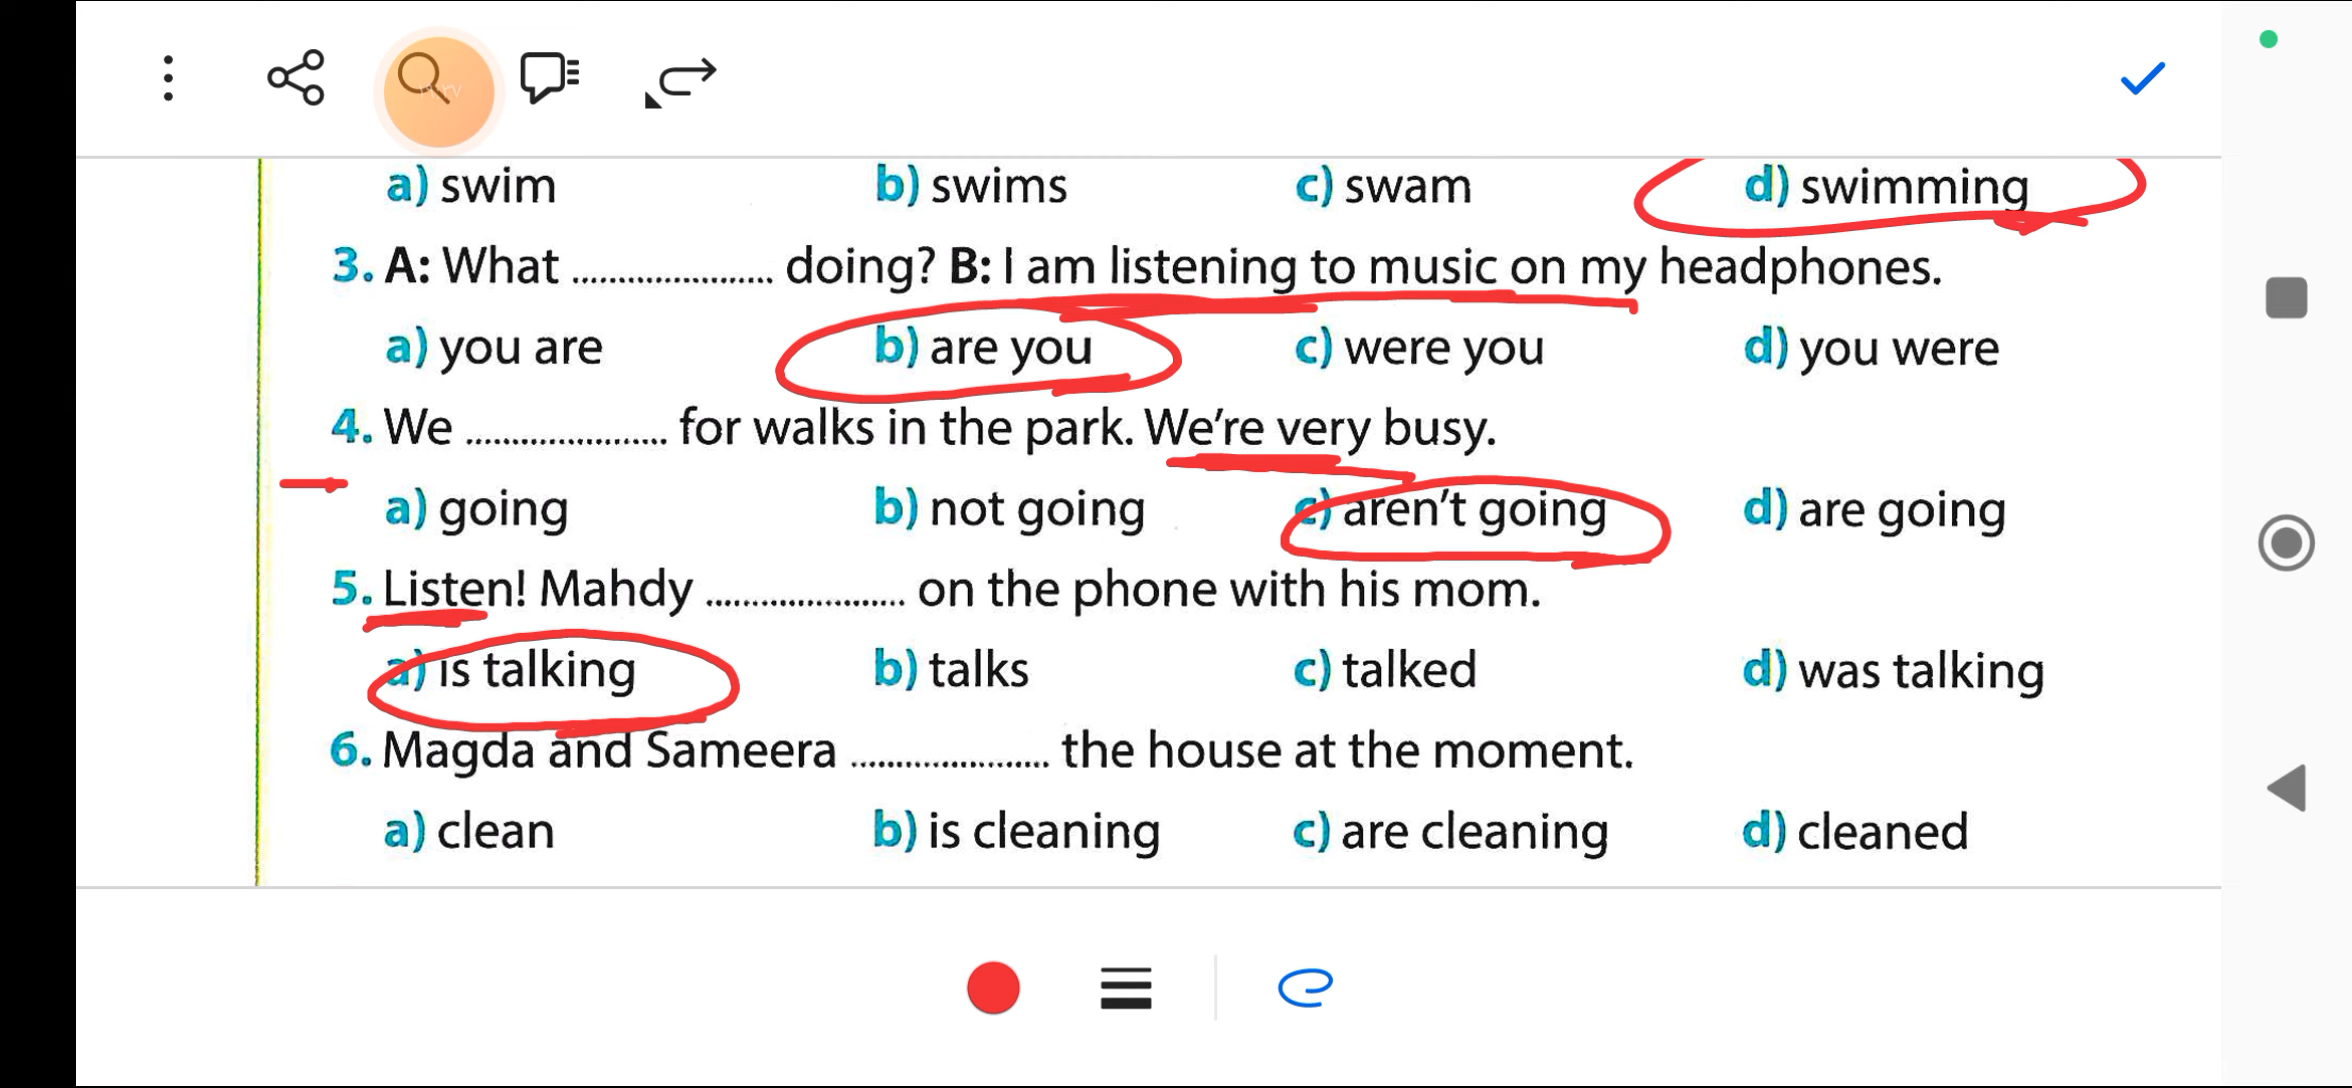 a) swim b) swims c) swam d) swimming
3. A: What ...................... doing? B: I am listening to music on my headphones.
a) you are b) are you c) were you d) you were
4. We ...................... for walks in the park. We're very busy.
a) going b) not going c) aren't going d) are going
5. Listen! Mahdy ...................... on the phone with his mom.
a) is talking b) talks c) talked d) was talking
6. Magda and Sameera ...................... the house at the moment.
a) clean b) is cleaning c) are cleaning d) cleaned